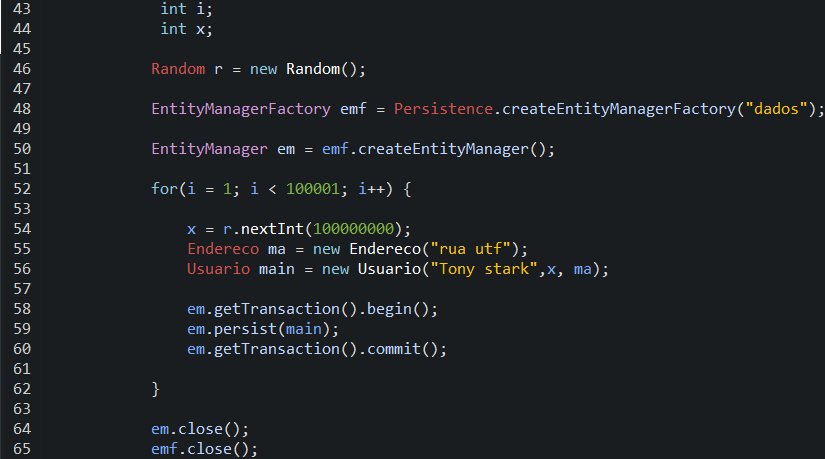 43 int i;
44 int x;
45
46 Random r = new Random();
47
48 EntityManagerFactory emf = Persistence.createEntityManagerFactory("dados");
49
50 EntityManager em = emf.createEntityManager();
51
52 for(i = 1; i < 100001; i++) {
53
54 x = r.nextInt(100000000);
55 Endereco ma = new Endereco("rua utf");
56 Usuario main = new Usuario("Tony stark",x, ma);
57
58 em.getTransaction().begin();
59 em.persist(main);
60 em.getTransaction().commit();
61
62 }
63
64 em.close();
65 emf.close();